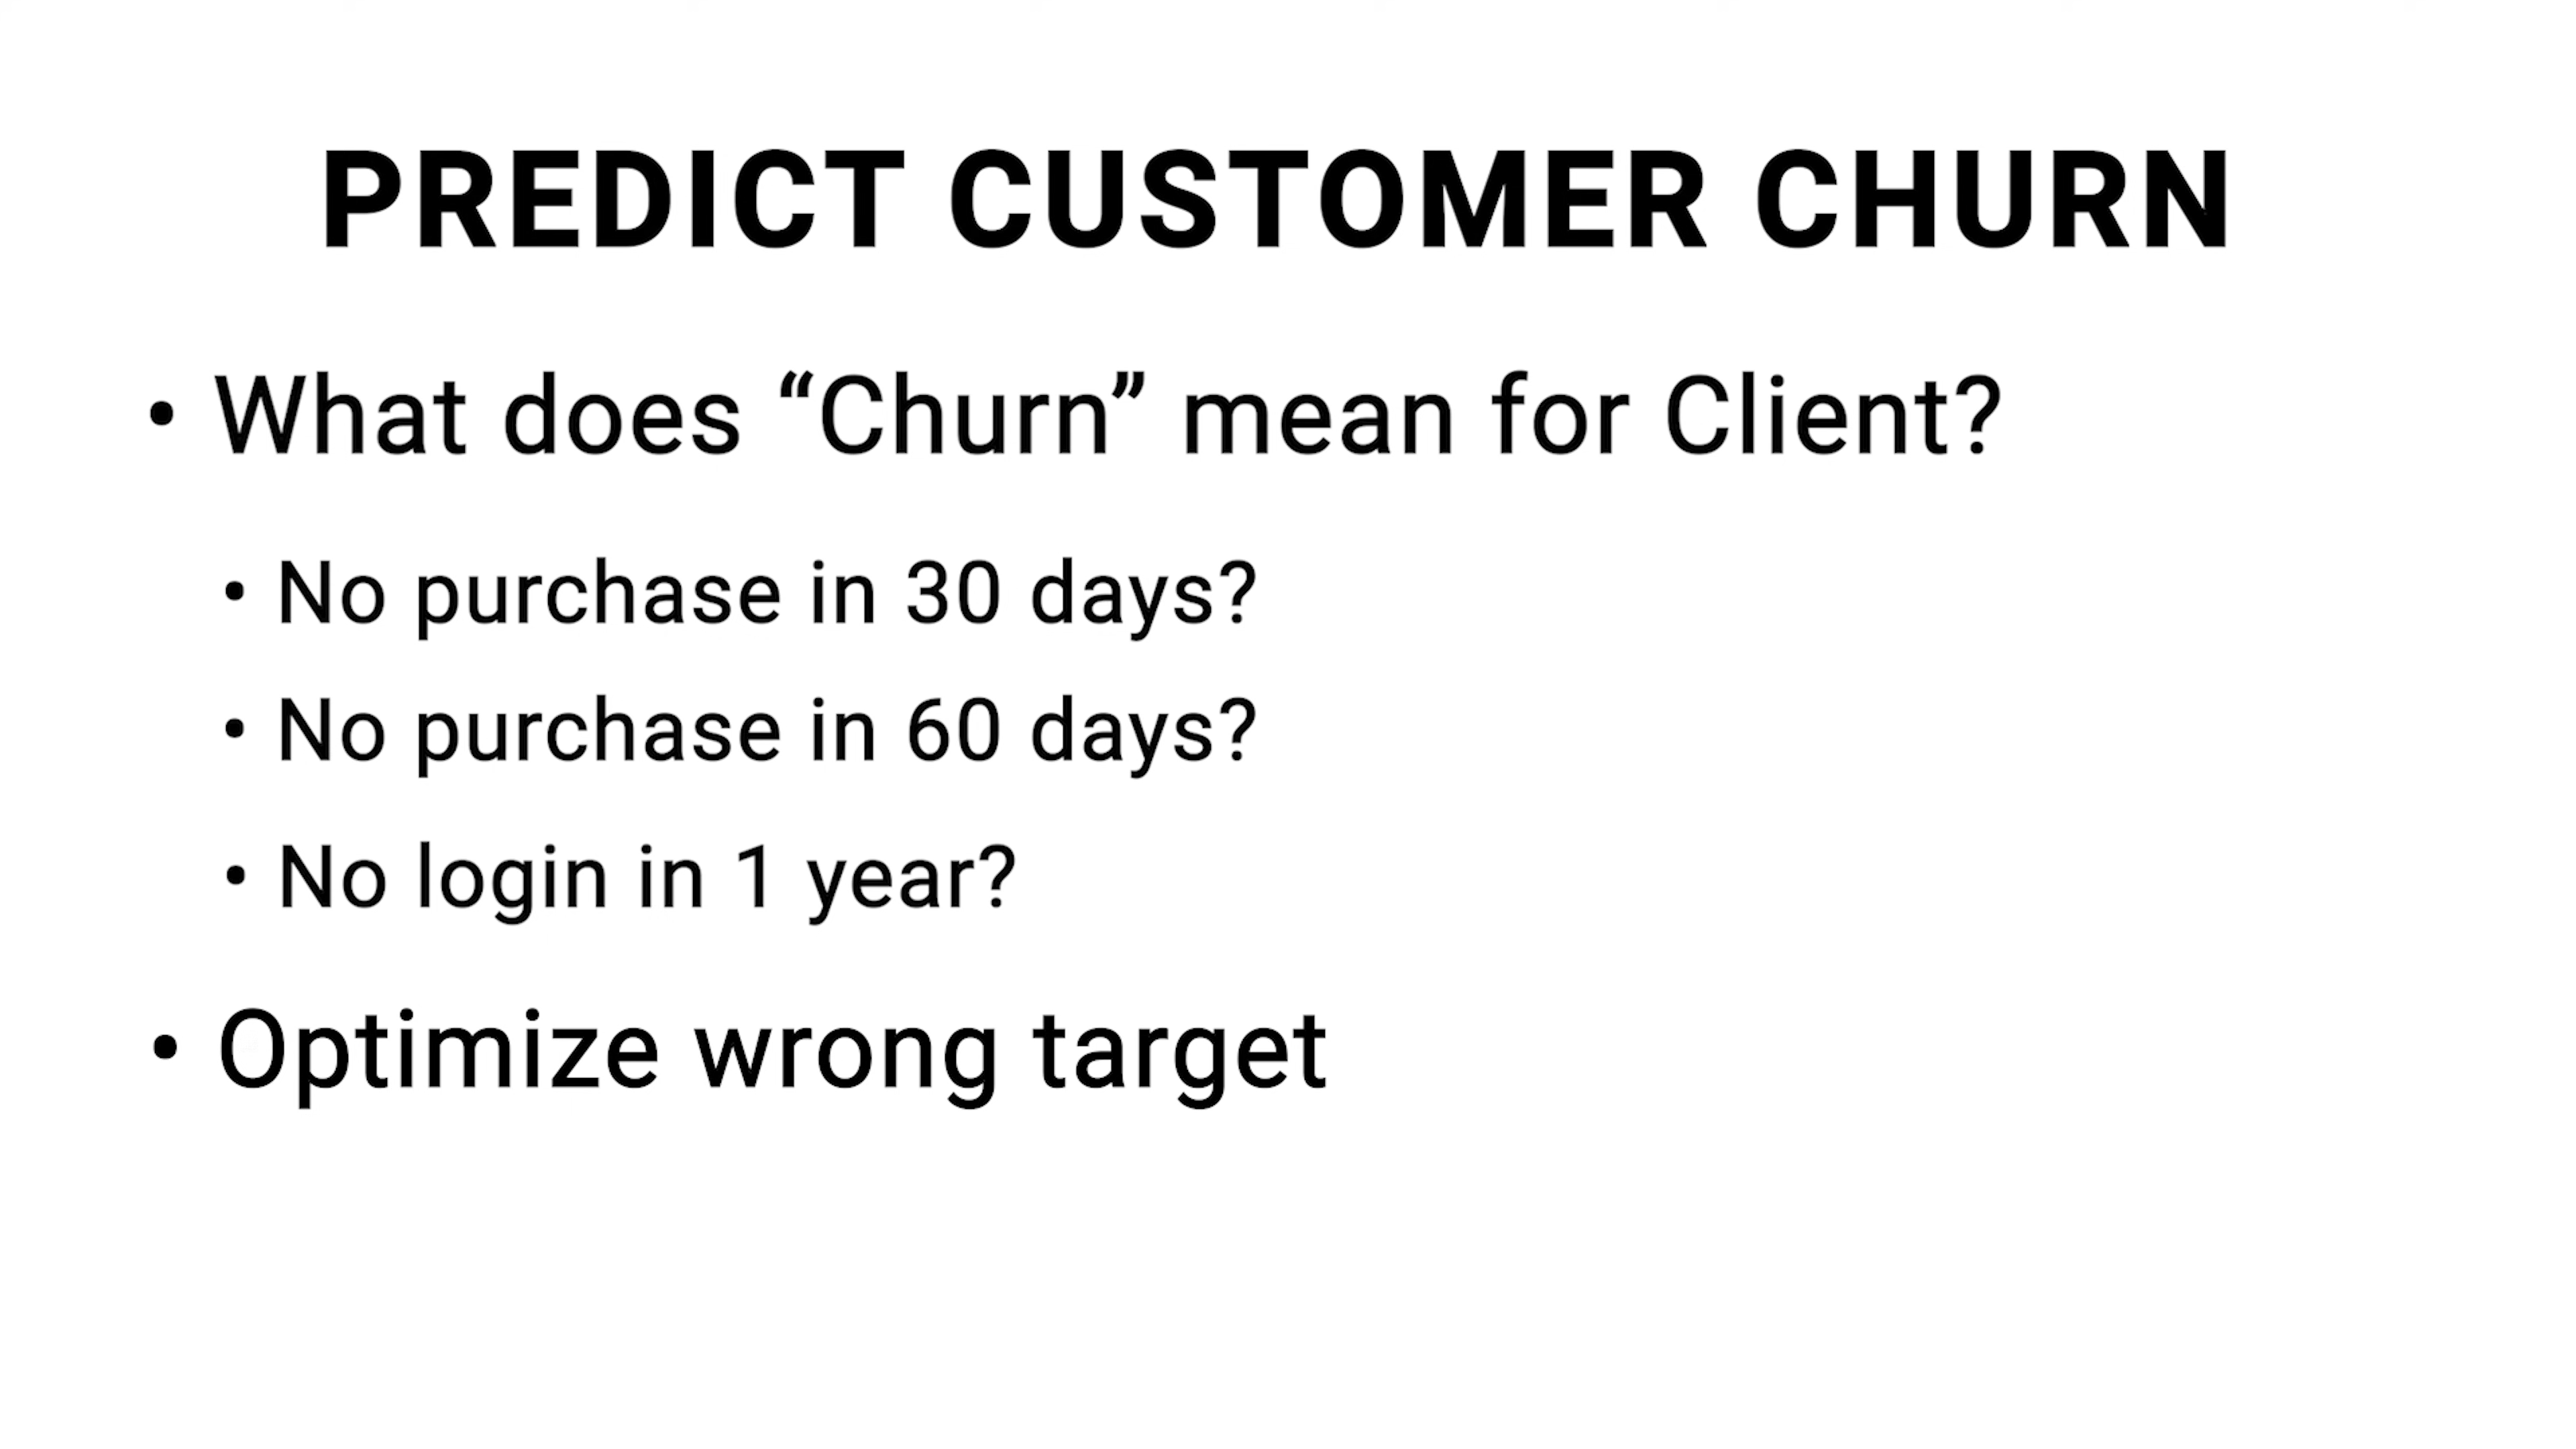 PREDICT CUSTOMER CHURN
• What does “Churn” mean for Client?
• No purchase in 30 days?
• No purchase in 60 days?
• No login in 1 year?
• Optimize wrong target